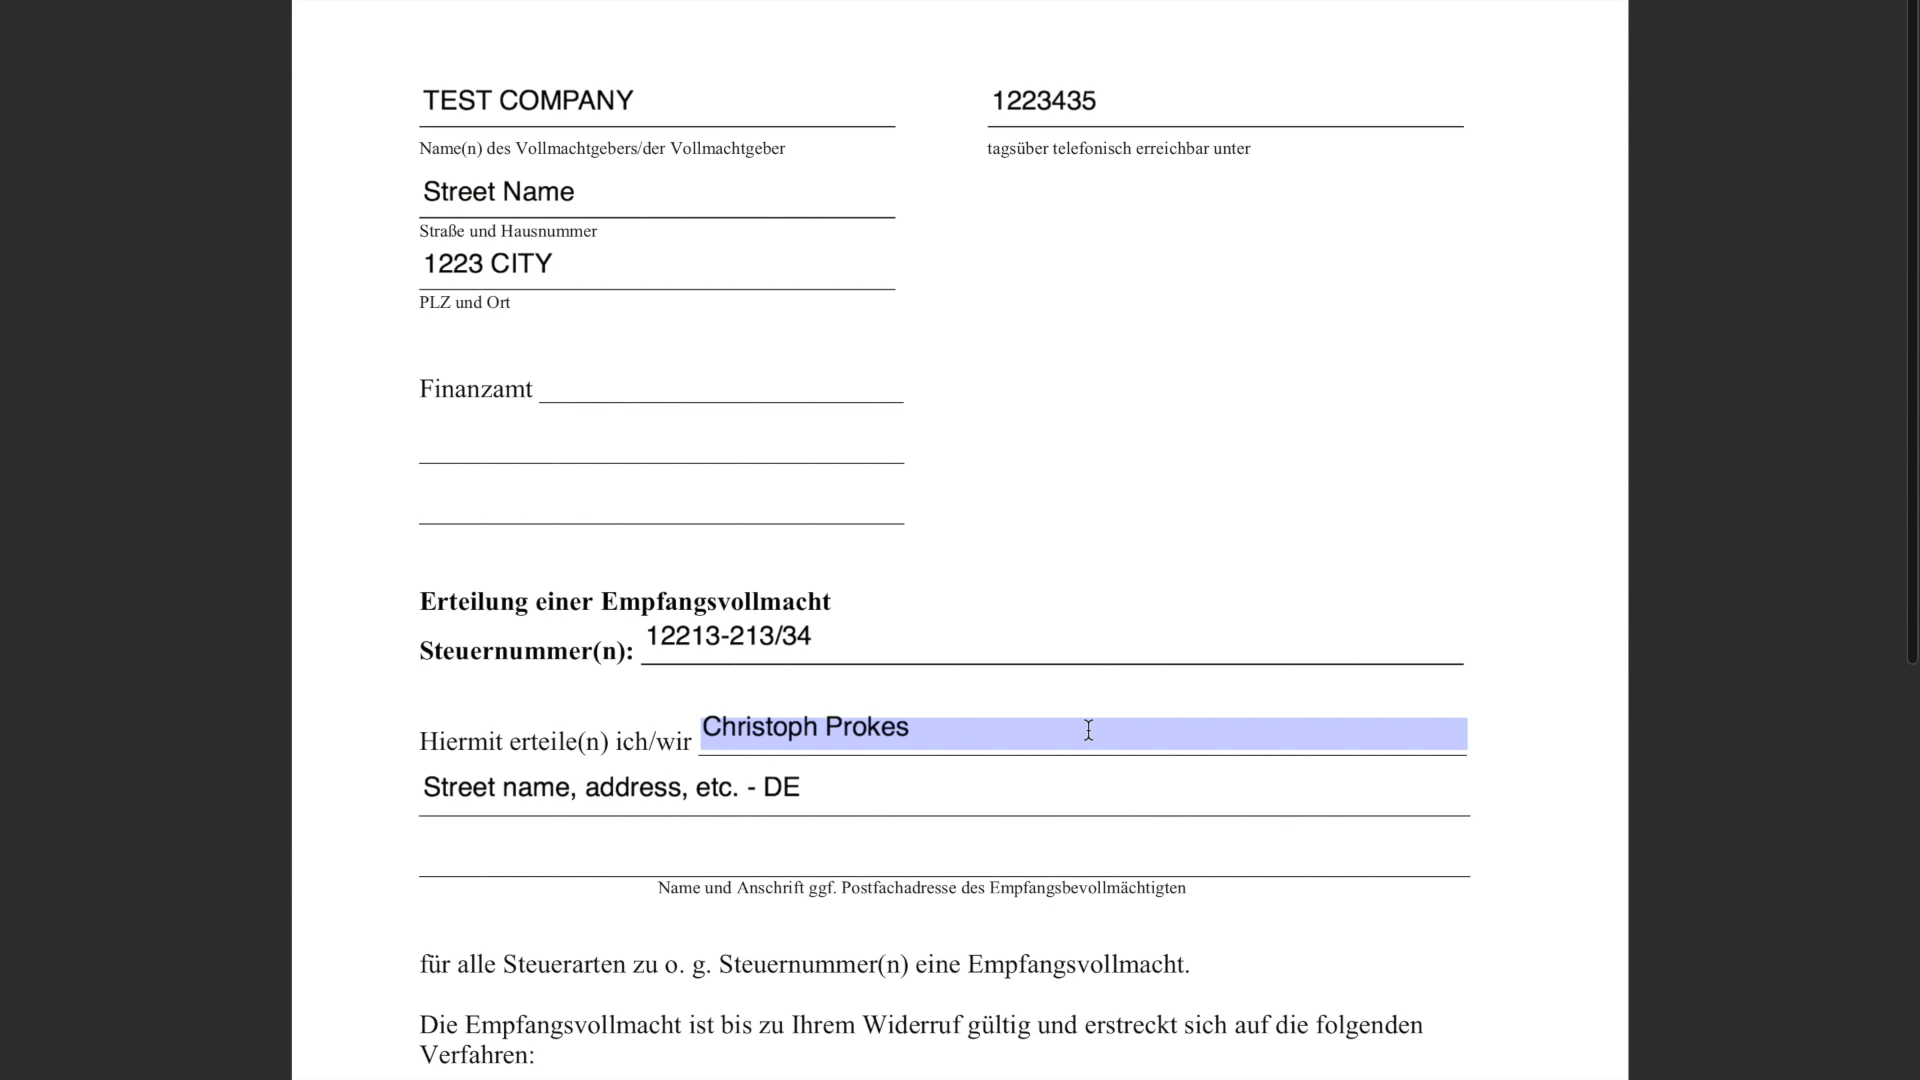 TEST COMPANY 1223435
Name(n) des Vollmachtgebers/der Vollmachtgeber tagsüber telefonisch erreichbar unter
Street Name
Straße und Hausnummer
1223 CITY
PLZ und Ort
Finanzamt
Erteilung einer Empfangsvollmacht
Steuernummer(n): 12213-213/34
Hiermit erteile(n) ich/wir Christoph Prokes
Street name, address, etc. - DE
Name und Anschrift ggf. Postfachadresse des Empfangsbevollmächtigten
für alle Steuerarten zu o. g. Steuernummer(n) eine Empfangsvollmacht.
Die Empfangsvollmacht ist bis zu Ihrem Widerruf gültig und erstreckt sich auf die folgenden
Verfahren: